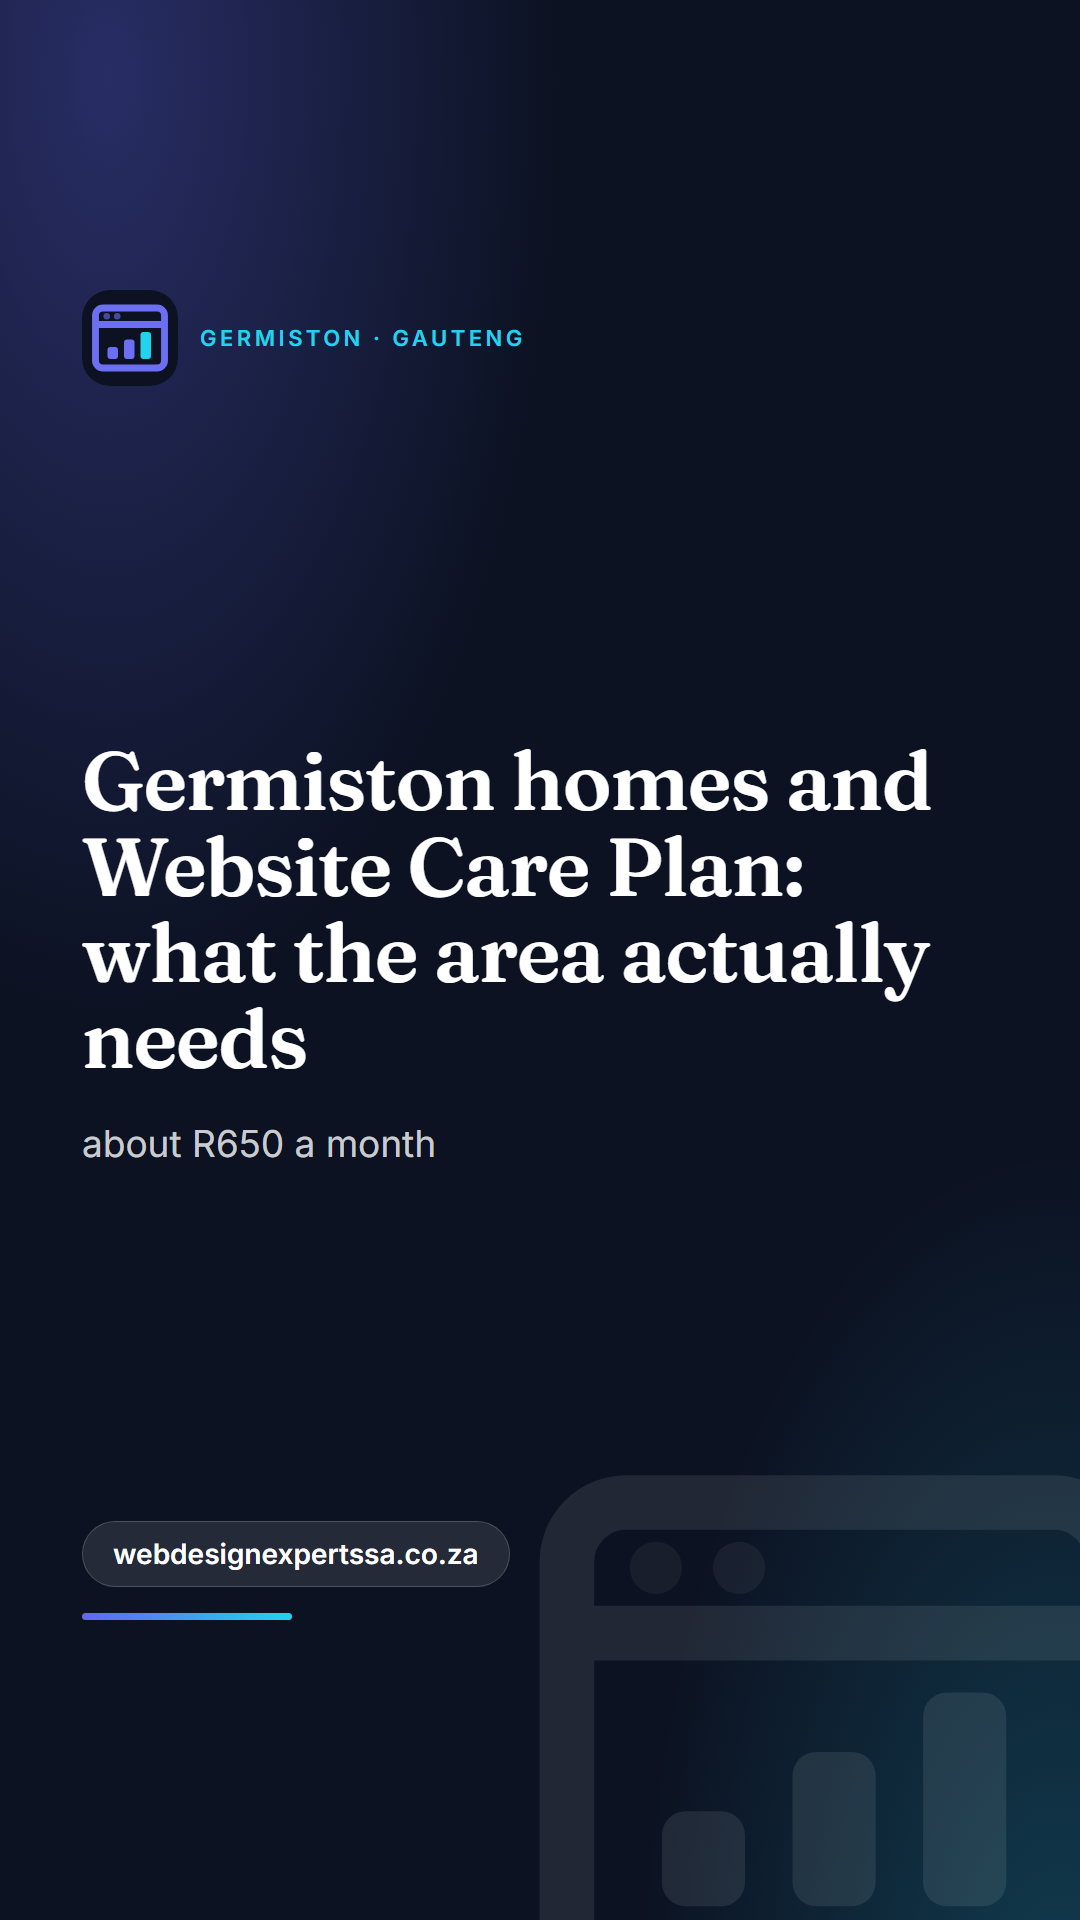 GERMISTON · GAUTENG
Germiston homes and
Website Care Plan:
what the area actually
needs
about R650 a month
webdesignexpertssa.co.za